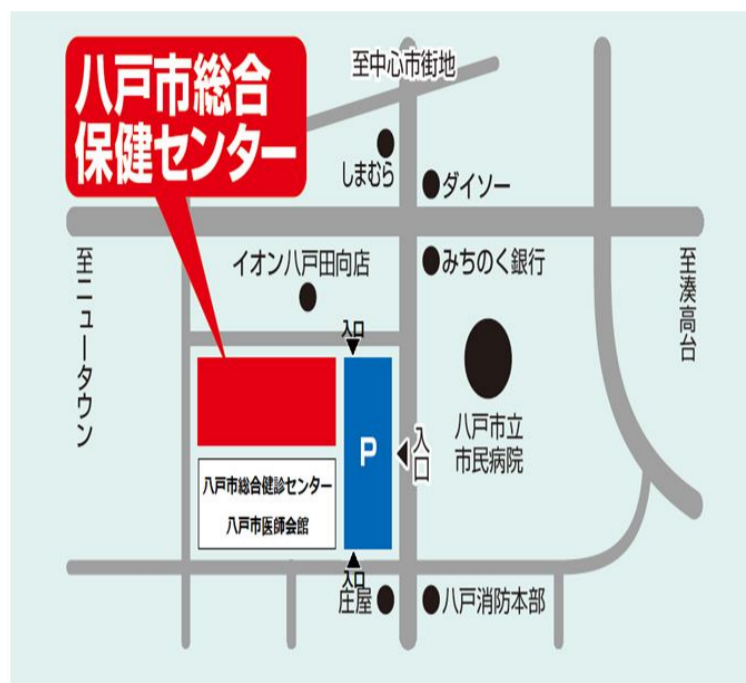 八戸市総合
保健センター
至中心市街地
しまむら
ダイソー
イオン八戸田向店
みちのく銀行
至ニュータウン
至湊高台
入口
P
入口
八戸市立
市民病院
八戸市総合健診センター
八戸市医師会館
入口
庄屋
八戸消防本部